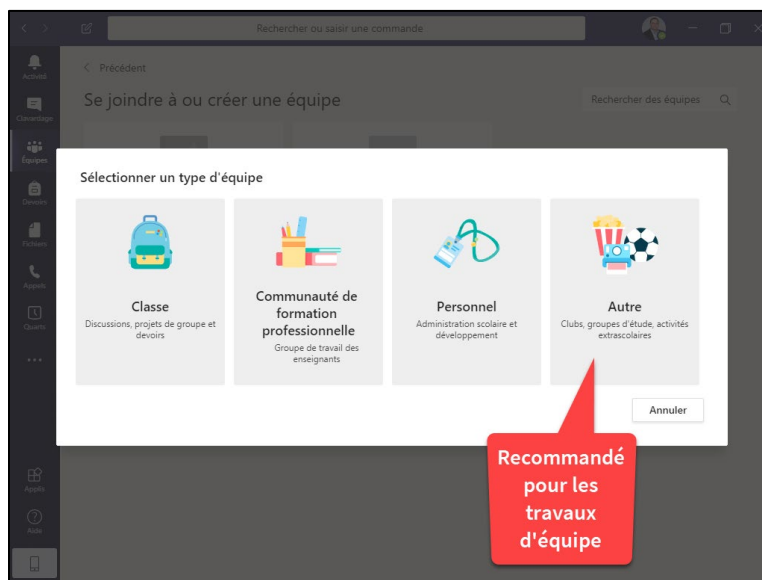 Rechercher ou saisir une commande
Activité
Précédent
Clavardage
Se joindre à ou créer une équipe
Rechercher des équipes
Équipes
Sélectionner un type d'équipe
Devoirs
Fichiers
Appels
Quarts
Classe
Discussions, projets de groupe et
devoirs
Communauté de
formation
professionnelle
Groupe de travail des
enseignants
Personnel
Administration scolaire et
développement
Autre
Clubs, groupes d'étude, activités
extrascolaires
Annuler
Recommandé
pour les
travaux
d'équipe
Applis
Aide